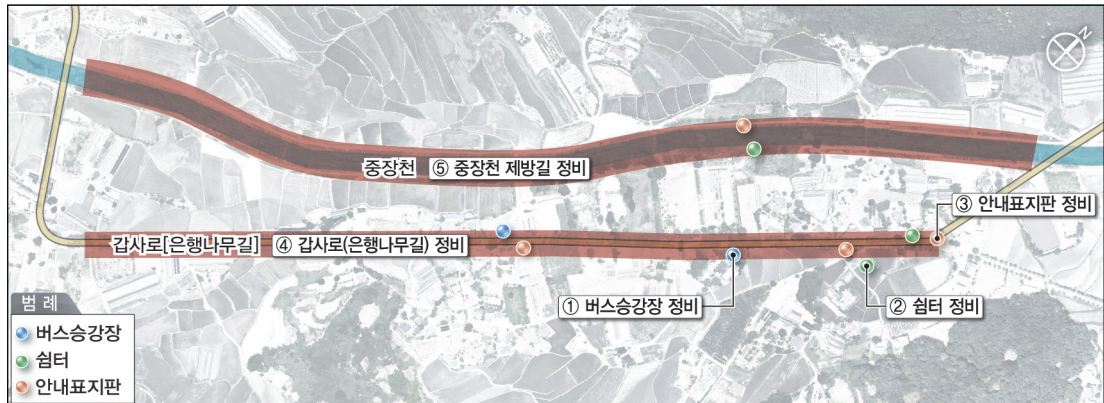 N
중장천 ⑤ 중장천 제방길 정비
③ 안내표지판 정비
갑사로[은행나무길] ④ 갑사로(은행나무길) 정비
① 버스승강장 정비
② 쉼터 정비
범 례
버스승강장
쉼터
안내표지판